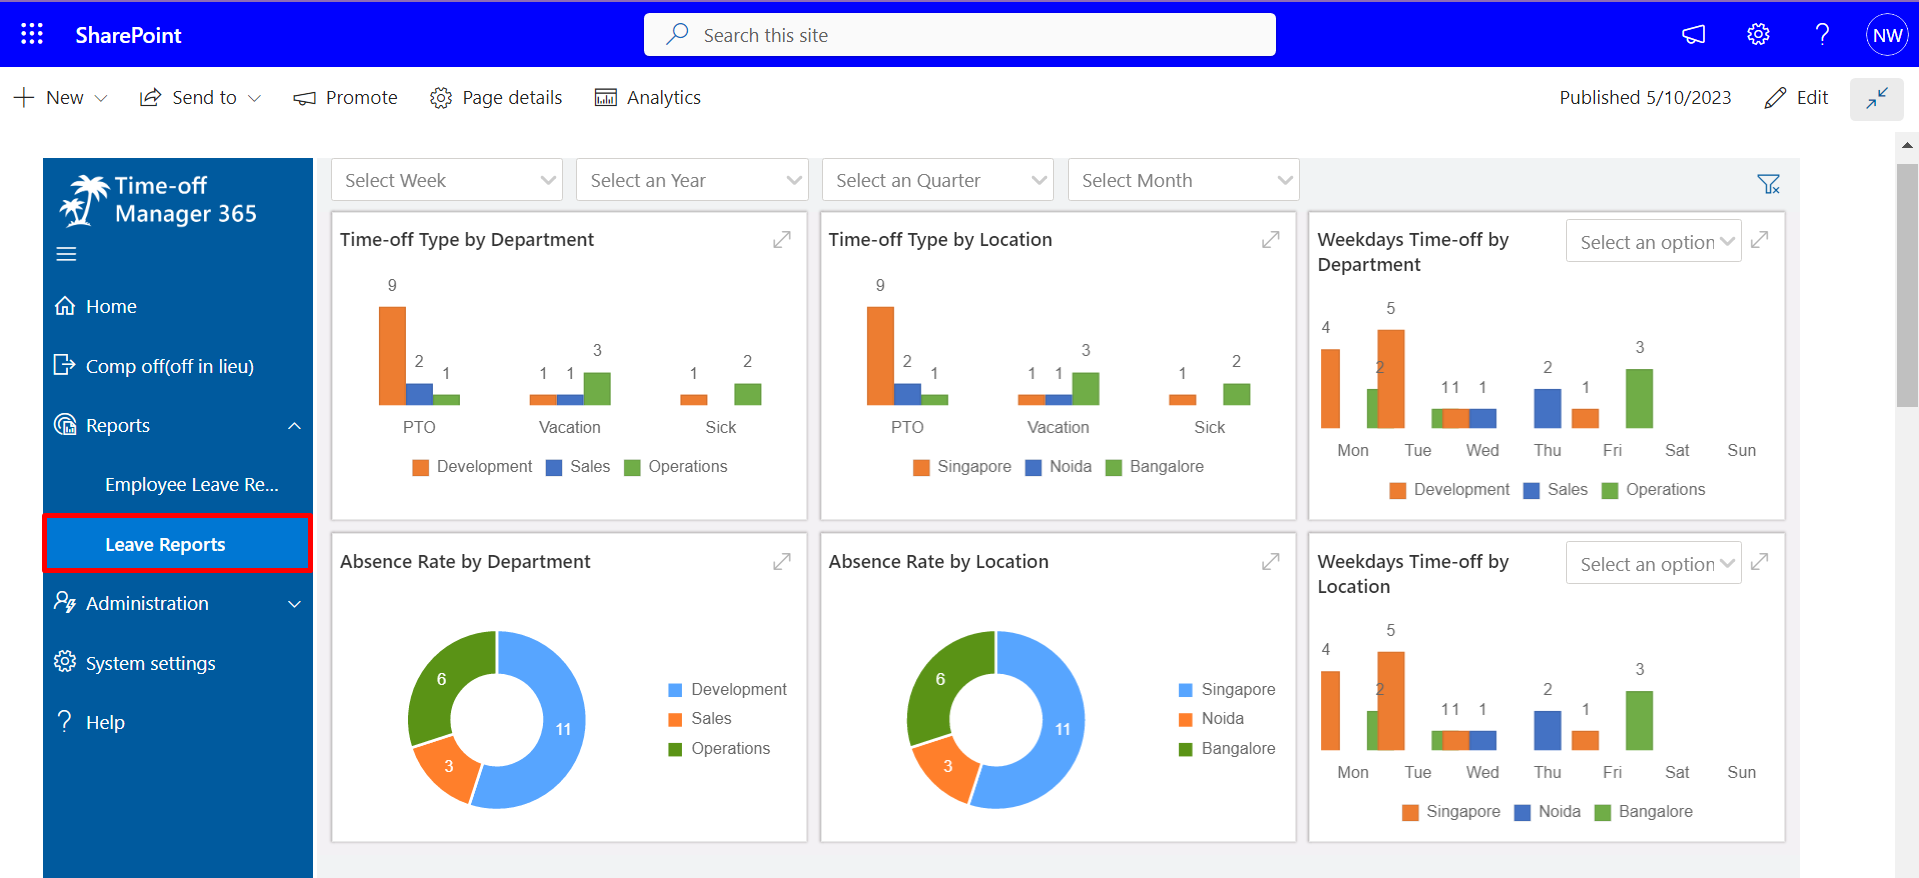 SharePoint
Search this site
NW
New
Send to
Promote
Page details
Analytics
Published 5/10/2023
Edit
Time-off
Manager 365
Home
Comp off(off in lieu)
Reports
Employee Leave Re...
Leave Reports
Administration
System settings
Help
Select Week
Select an Year
Select an Quarter
Select Month
Time-off Type by Department
9
2
1
1
1
3
1
2
PTO
Vacation
Sick
Development
Sales
Operations
Time-off Type by Location
9
2
1
1
1
3
1
2
PTO
Vacation
Sick
Singapore
Noida
Bangalore
Weekdays Time-off by
Department
Select an option
4
2
5
1
1
1
2
1
3
Mon
Tue
Wed
Thu
Fri
Sat
Sun
Development
Sales
Operations
Absence Rate by Department
6
3
11
Development
Sales
Operations
Absence Rate by Location
6
3
11
Singapore
Noida
Bangalore
Weekdays Time-off by
Location
Select an option
4
2
5
1
1
1
2
1
3
Mon
Tue
Wed
Thu
Fri
Sat
Sun
Singapore
Noida
Bangalore